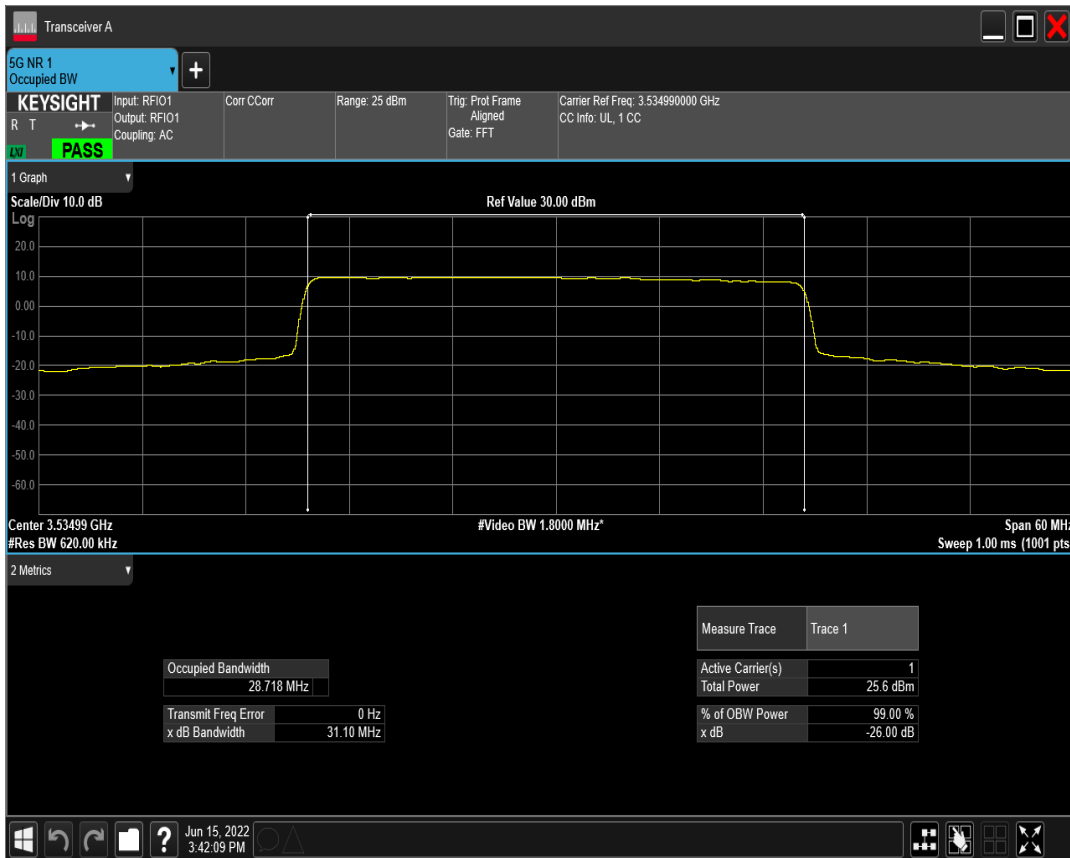 Transceiver A
5G NR 1
Occupied BW
+
KEYSIGHT
R T
LXI
PASS
Input: RFIO1
Output: RFIO1
Coupling: AC
Corr CCorr
Range: 25 dBm
Trig: Prot Frame
Aligned
Gate: FFT
Carrier Ref Freq: 3.534990000 GHz
CC Info: UL, 1 CC
1 Graph
Scale/Div 10.0 dB
Ref Value 30.00 dBm
Log
20.0
10.0
0.00
-10.0
-20.0
-30.0
-40.0
-50.0
-60.0
Center 3.53499 GHz
#Video BW 1.8000 MHz*
Span 60 MHz
#Res BW 620.00 kHz
Sweep 1.00 ms (1001 pts
2 Metrics
Measure Trace Trace 1
Occupied Bandwidth
28.718 MHz
Active Carrier(s) 1
Total Power 25.6 dBm
Transmit Freq Error 0 Hz
x dB Bandwidth 31.10 MHz
% of OBW Power 99.00 %
x dB -26.00 dB
?
Jun 15, 2022
3:42:09 PM